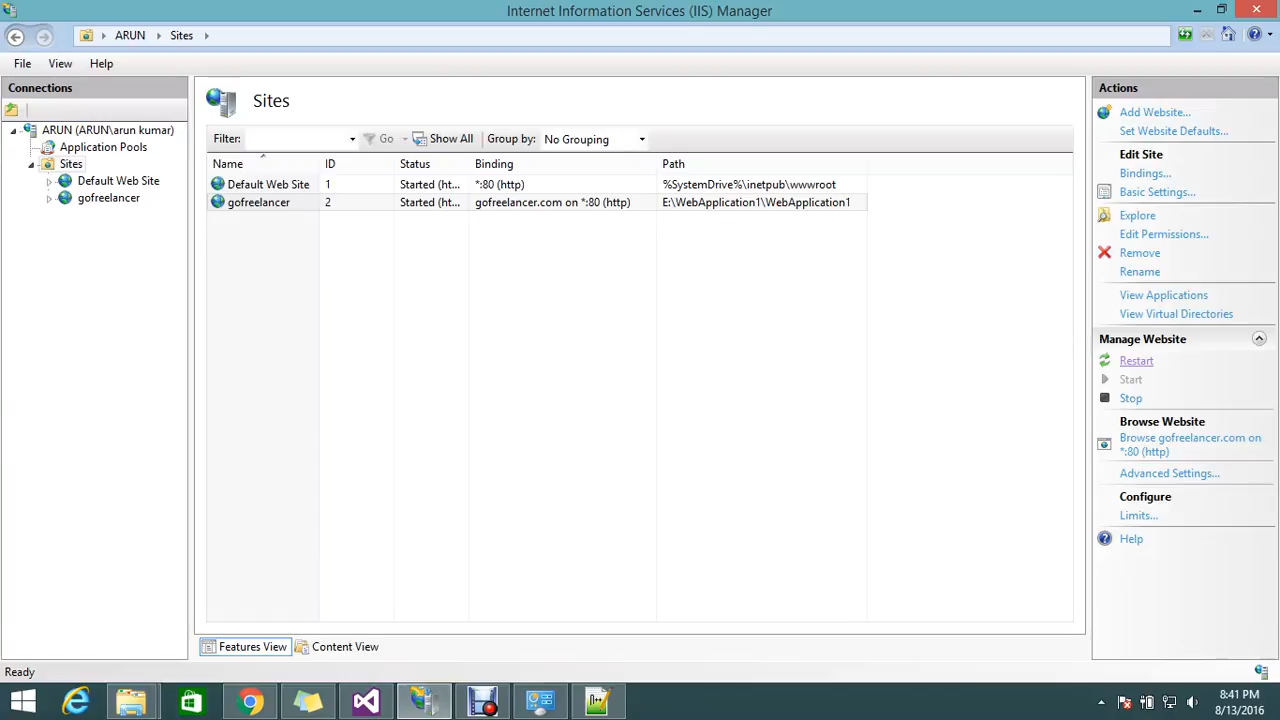 Internet Information Services (IIS) Manager
ARUN
Sites
File View Help
Connections
ARUN (ARUN\arun kumar)
Application Pools
Sites
Default Web Site
gofreelancer
Sites
Filter: Go Show All Group by: No Grouping
Name ID Status Binding Path
Default Web Site 1 Started (ht... *:80 (http) %SystemDrive%\inetpub\wwwroot
gofreelancer 2 Started (ht... gofreelancer.com on *:80 (http) E:\WebApplication1\WebApplication1
Features View Content View
Actions
Add Website...
Set Website Defaults...
Edit Site
Bindings...
Basic Settings...
Explore
Edit Permissions...
Remove
Rename
View Applications
View Virtual Directories
Manage Website
Restart
Start
Stop
Browse Website
Browse gofreelancer.com on
*:80 (http)
Advanced Settings...
Configure
Limits...
Help
Ready
8:41 PM
8/13/2016